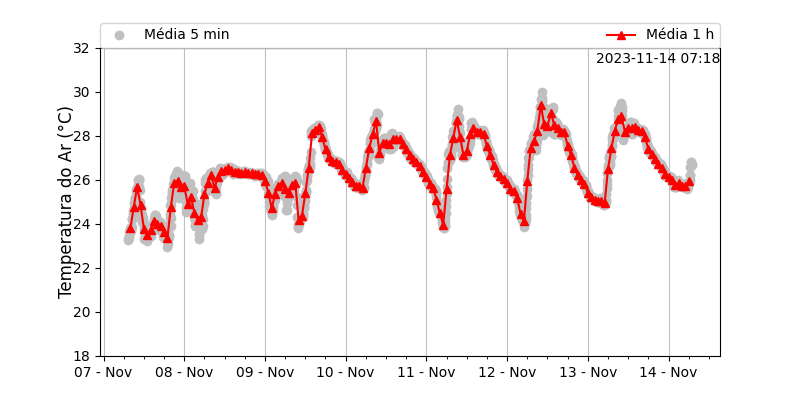 Média 5 min
Média 1 h
2023-11-14 07:18
Temperatura do Ar (°C)
32
30
28
26
24
22
20
18
07 - Nov
08 - Nov
09 - Nov
10 - Nov
11 - Nov
12 - Nov
13 - Nov
14 - Nov